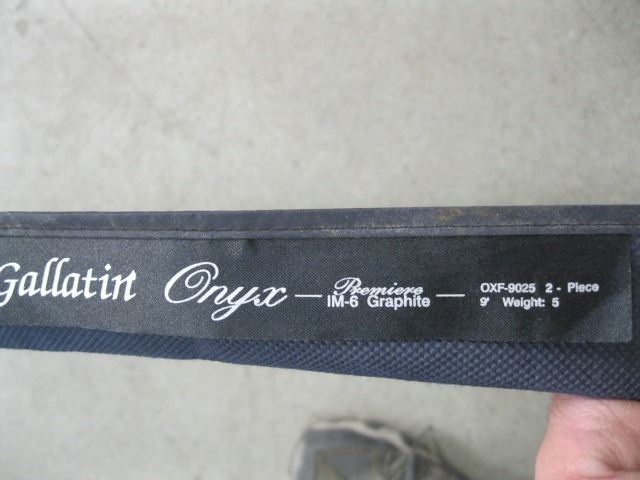 Gallatin Onyx — Premiere —
IM-6 Graphite
OXF-9025 2 - Piece
9' Weight: 5